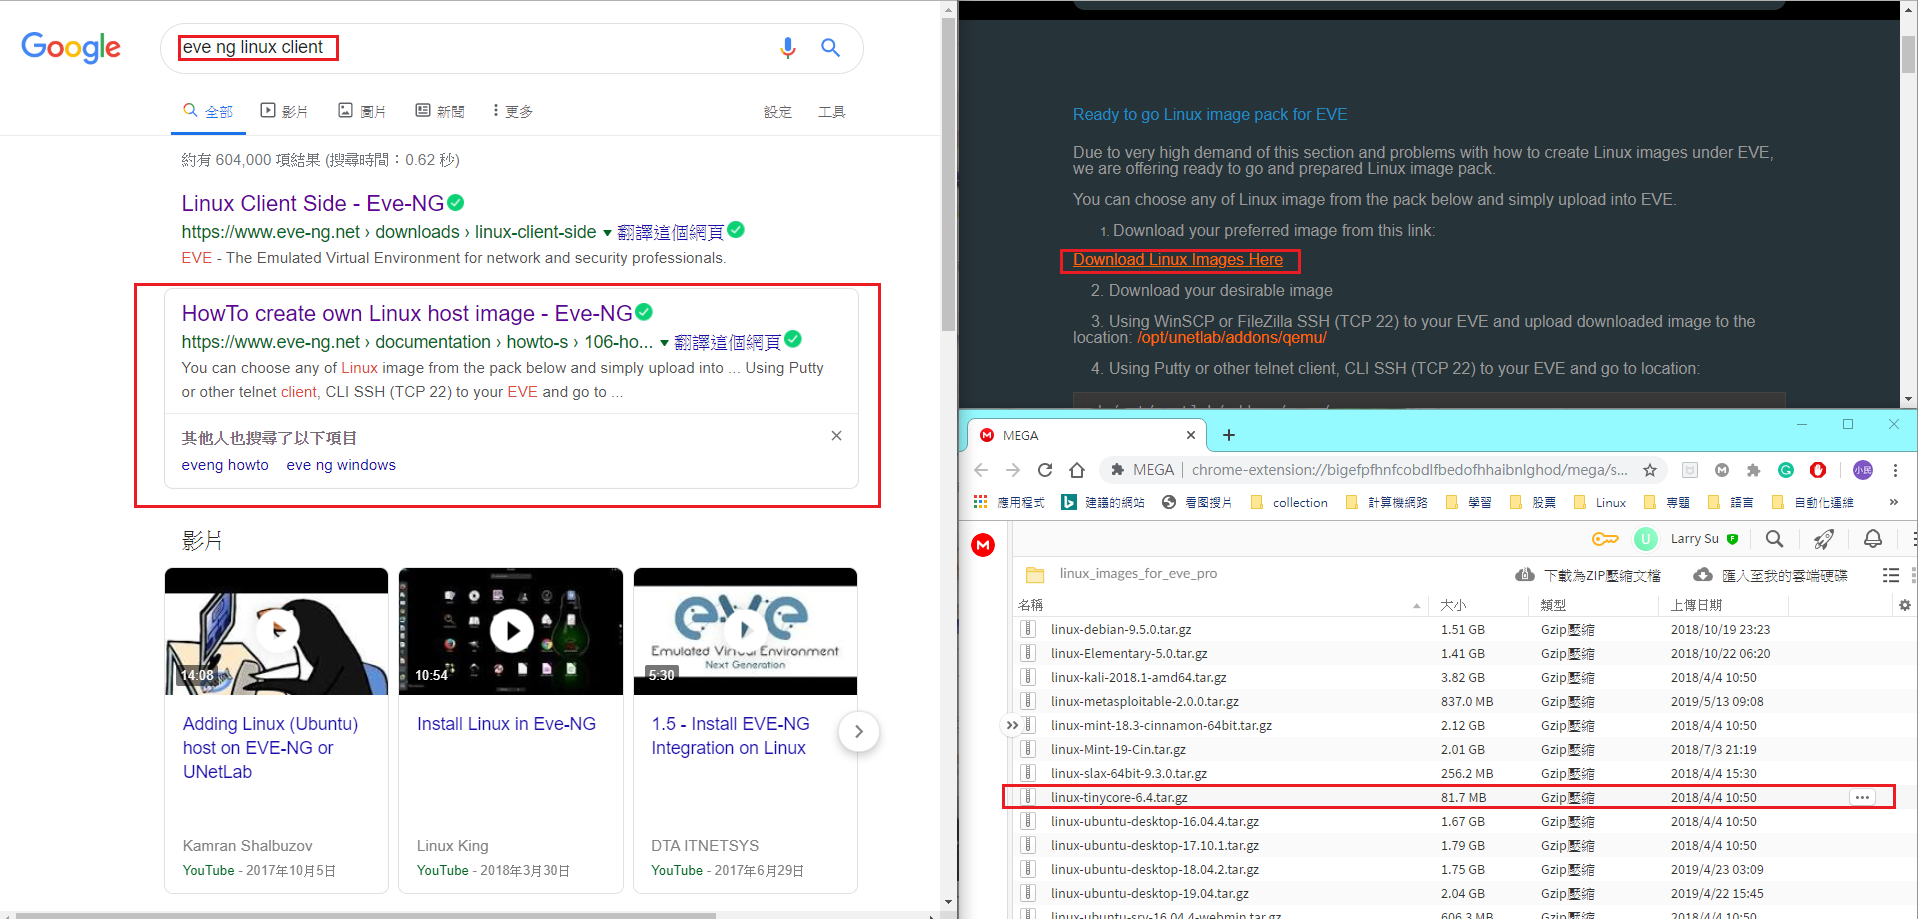 Google
eve ng linux client
全部
影片
圖片
新聞
更多
設定
工具
約有 604,000 項結果 (搜尋時間：0.62 秒)
Linux Client Side - Eve-NG
https://www.eve-ng.net › downloads › linux-client-side ▾ 翻譯這個網頁
EVE - The Emulated Virtual Environment for network and security professionals.
HowTo create own Linux host image - Eve-NG
https://www.eve-ng.net › documentation › howto-s › 106-ho... ▾ 翻譯這個網頁
You can choose any of Linux image from the pack below and simply upload into ... Using Putty
or other telnet client, CLI SSH (TCP 22) to your EVE and go to ...
其他人也搜尋了以下項目
eveng howto
eve ng windows
影片
14:08
10:54
eve
Emulated Virtual Environment
Next Generation
5:30
Adding Linux (Ubuntu)
host on EVE-NG or
UNetLab
Install Linux in Eve-NG
1.5 - Install EVE-NG
Integration on Linux
Kamran Shalbuzov
YouTube - 2017年10月5日
Linux King
YouTube - 2018年3月30日
DTA ITNETSYS
YouTube - 2017年6月29日
Ready to go Linux image pack for EVE
Due to very high demand of this section and problems with how to create Linux images under EVE,
we are offering ready to go and prepared Linux image pack.
You can choose any of Linux image from the pack below and simply upload into EVE.
1. Download your preferred image from this link:
Download Linux Images Here
2. Download your desirable image
3. Using WinSCP or FileZilla SSH (TCP 22) to your EVE and upload downloaded image to the
location: /opt/unetlab/addons/qemu/
4. Using Putty or other telnet client, CLI SSH (TCP 22) to your EVE and go to location:
MEGA
MEGA | chrome-extension://bigefpfhnfcobdlfbedofhhaibnlghod/mega/s...
小民
應用程式
建議的網站
看图搜片
collection
計算機網路
學習
股票
Linux
專題
語言
自動化運維
»
M
U
Larry Su
linux_images_for_eve_pro
下載為ZIP壓縮文檔
匯入至我的雲端硬碟
名稱 大小 類型 上傳日期
linux-debian-9.5.0.tar.gz 1.51 GB Gzip壓縮 2018/10/19 23:23
linux-Elementary-5.0.tar.gz 1.41 GB Gzip壓縮 2018/10/22 06:20
linux-kali-2018.1-amd64.tar.gz 3.82 GB Gzip壓縮 2018/4/4 10:50
linux-metasploitable-2.0.0.tar.gz 837.0 MB Gzip壓縮 2019/5/13 09:08
linux-mint-18.3-cinnamon-64bit.tar.gz 2.12 GB Gzip壓縮 2018/4/4 10:50
linux-Mint-19-Cin.tar.gz 2.01 GB Gzip壓縮 2018/7/3 21:19
linux-slax-64bit-9.3.0.tar.gz 256.2 MB Gzip壓縮 2018/4/4 15:30
linux-tinycore-6.4.tar.gz 81.7 MB Gzip壓縮 2018/4/4 10:50
linux-ubuntu-desktop-16.04.4.tar.gz 1.67 GB Gzip壓縮 2018/4/4 10:50
linux-ubuntu-desktop-17.10.1.tar.gz 1.79 GB Gzip壓縮 2018/4/4 10:50
linux-ubuntu-desktop-18.04.2.tar.gz 1.75 GB Gzip壓縮 2019/4/23 03:09
linux-ubuntu-desktop-19.04.tar.gz 2.04 GB Gzip壓縮 2019/4/22 15:45
linux-ubuntu-srv-16.04.4-webmin.tar.gz 606.3 MB Gzip壓縮 2018/4/4 10:50